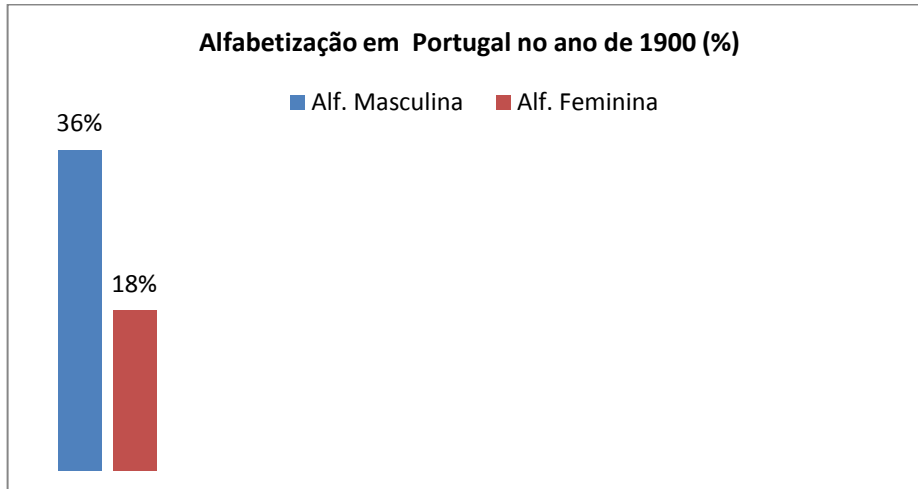 Alfabetização em Portugal no ano de 1900 (%)
Alf. Masculina Alf. Feminina
36%
18%